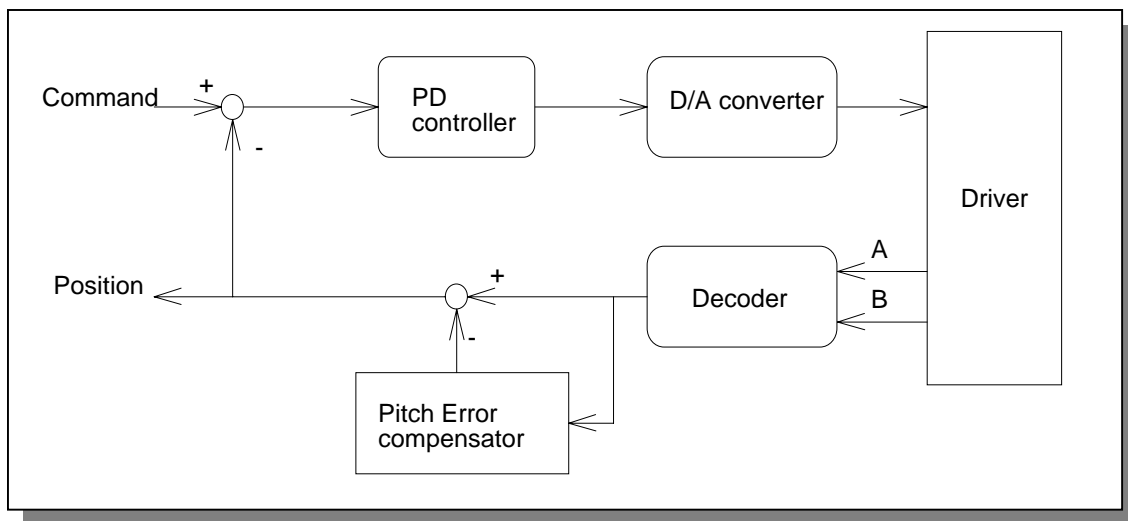 Command
+
-
PD
controller
D/A converter
Driver
A
B
Decoder
+
-
Position
Pitch Error
compensator